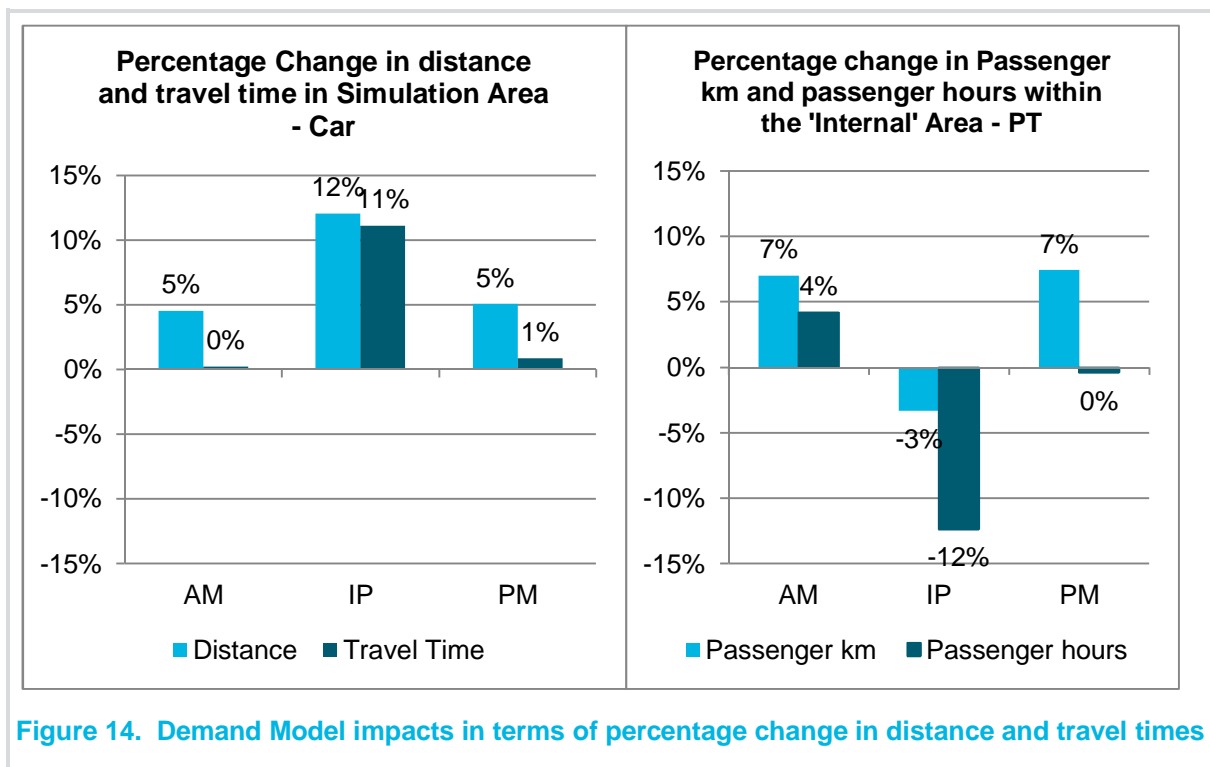 Percentage Change in distance
and travel time in Simulation Area
- Car
15%
10%
5%
0%
-5%
-10%
-15%
5%
0%
12%
11%
5%
1%
AM
IP
PM
Distance
Travel Time
Percentage change in Passenger
km and passenger hours within
the 'Internal' Area - PT
15%
10%
5%
0%
-5%
-10%
-15%
7%
4%
-3%
-12%
7%
0%
AM
IP
PM
Passenger km
Passenger hours
Figure 14. Demand Model impacts in terms of percentage change in distance and travel times